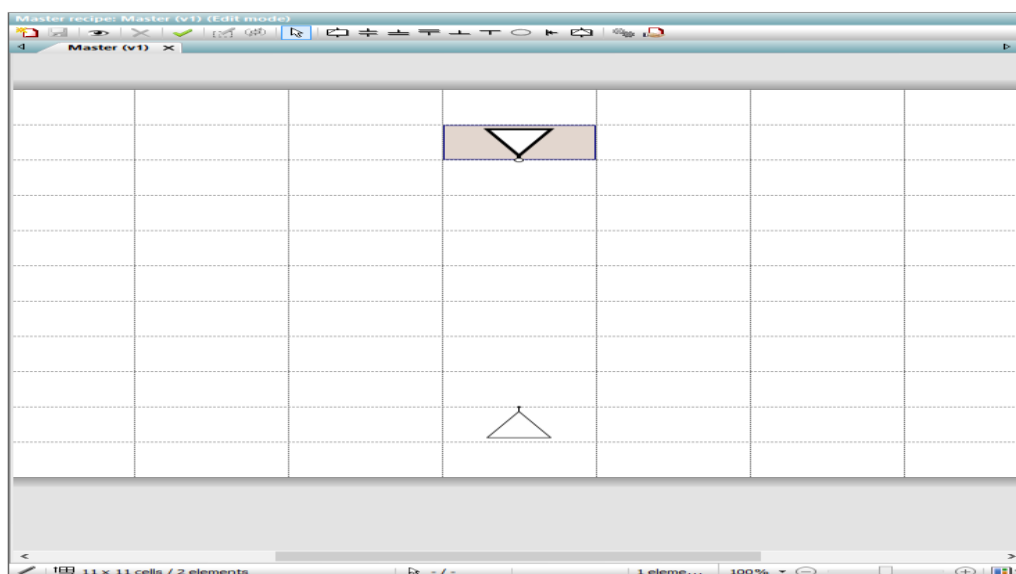 Master recipe: Master (v1) (Edit mode)
Master (v1)
11 x 11 cells / 2 elements
- / -
1 eleme...
100%